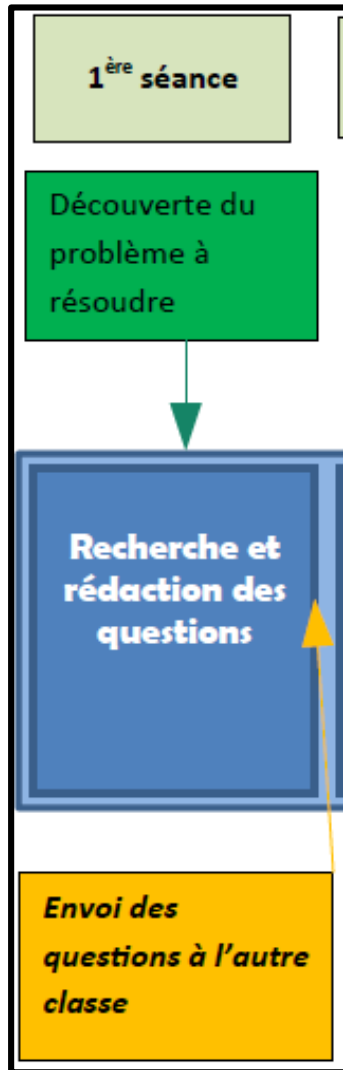 1ère séance
Découverte du
problème à
résoudre
Recherche et
rédaction des
questions
Envoi des
questions à l’autre
classe